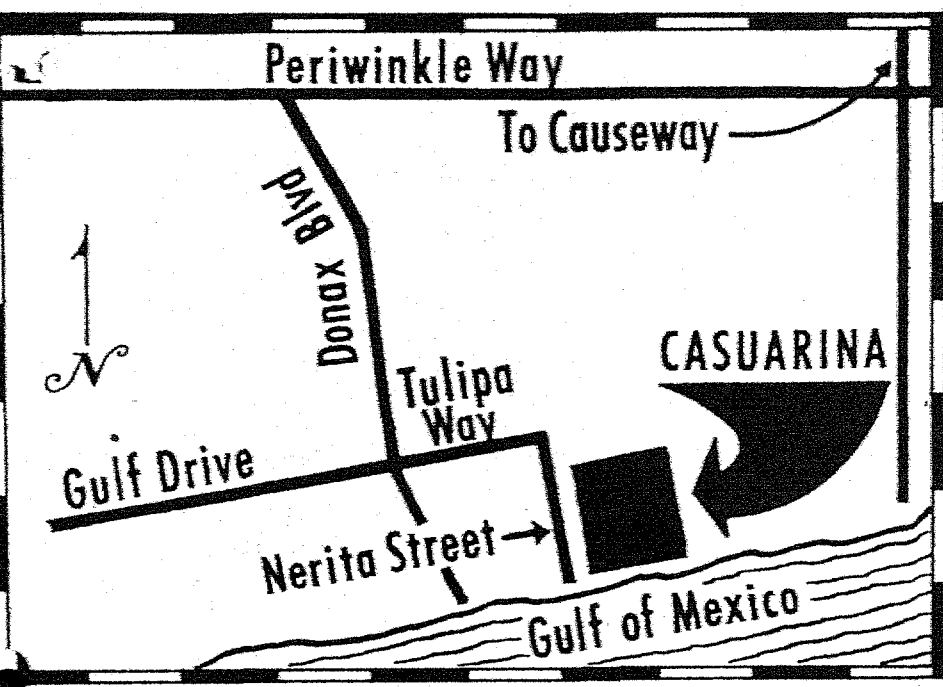 Periwinkle Way
To Causeway
Donax Blvd
N
CASUARINA
Tulipa
Way
Gulf Drive
Nerita Street
Gulf of Mexico